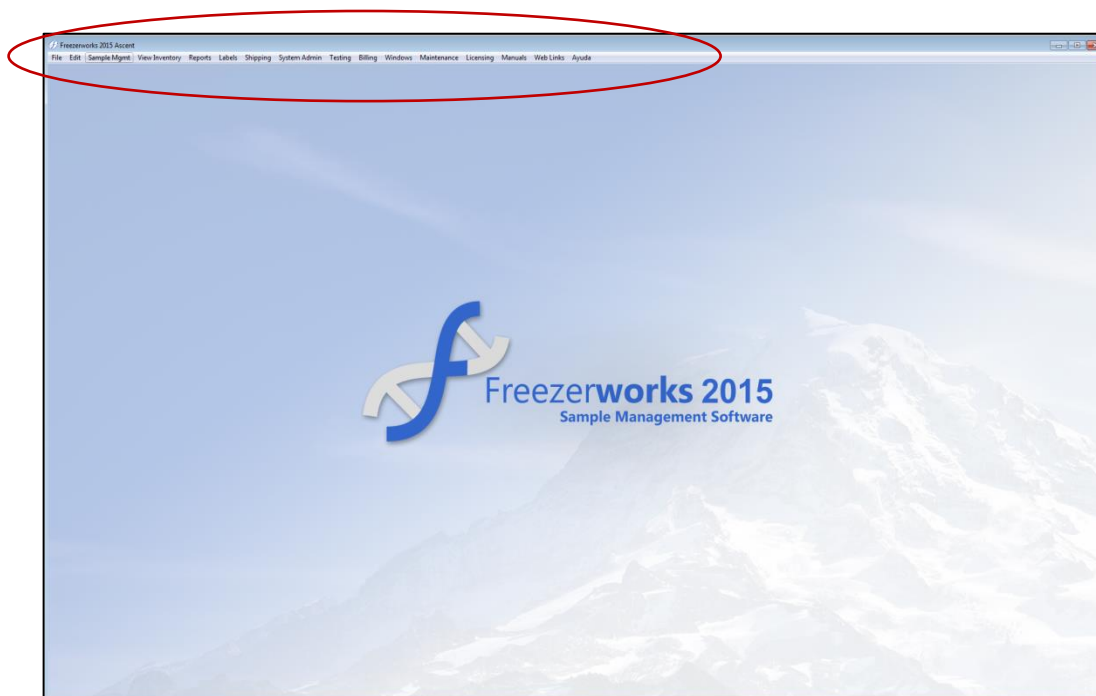 Freezerworks 2015 Ascent
File Edit Sample Mgmt View Inventory Reports Labels Shipping System Admin Testing Billing Windows Maintenance Licensing Manuals Web Links Ayuda
Freezerworks 2015
Sample Management Software